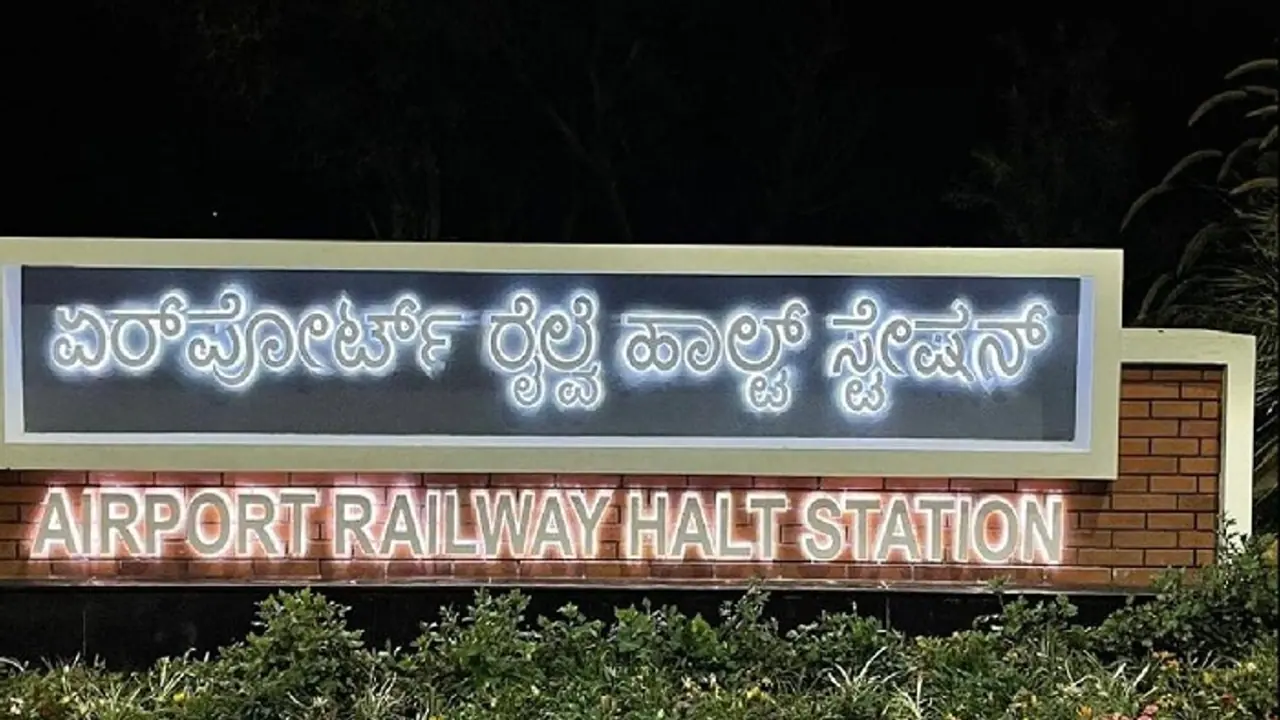 ಏರ್‌ಪೋರ್ಟ್ ರೈಲ್ವೆ ಹಾಲ್ಟ್ ಸ್ಟೇಷನ್
AIRPORT RAILWAY HALT STATION